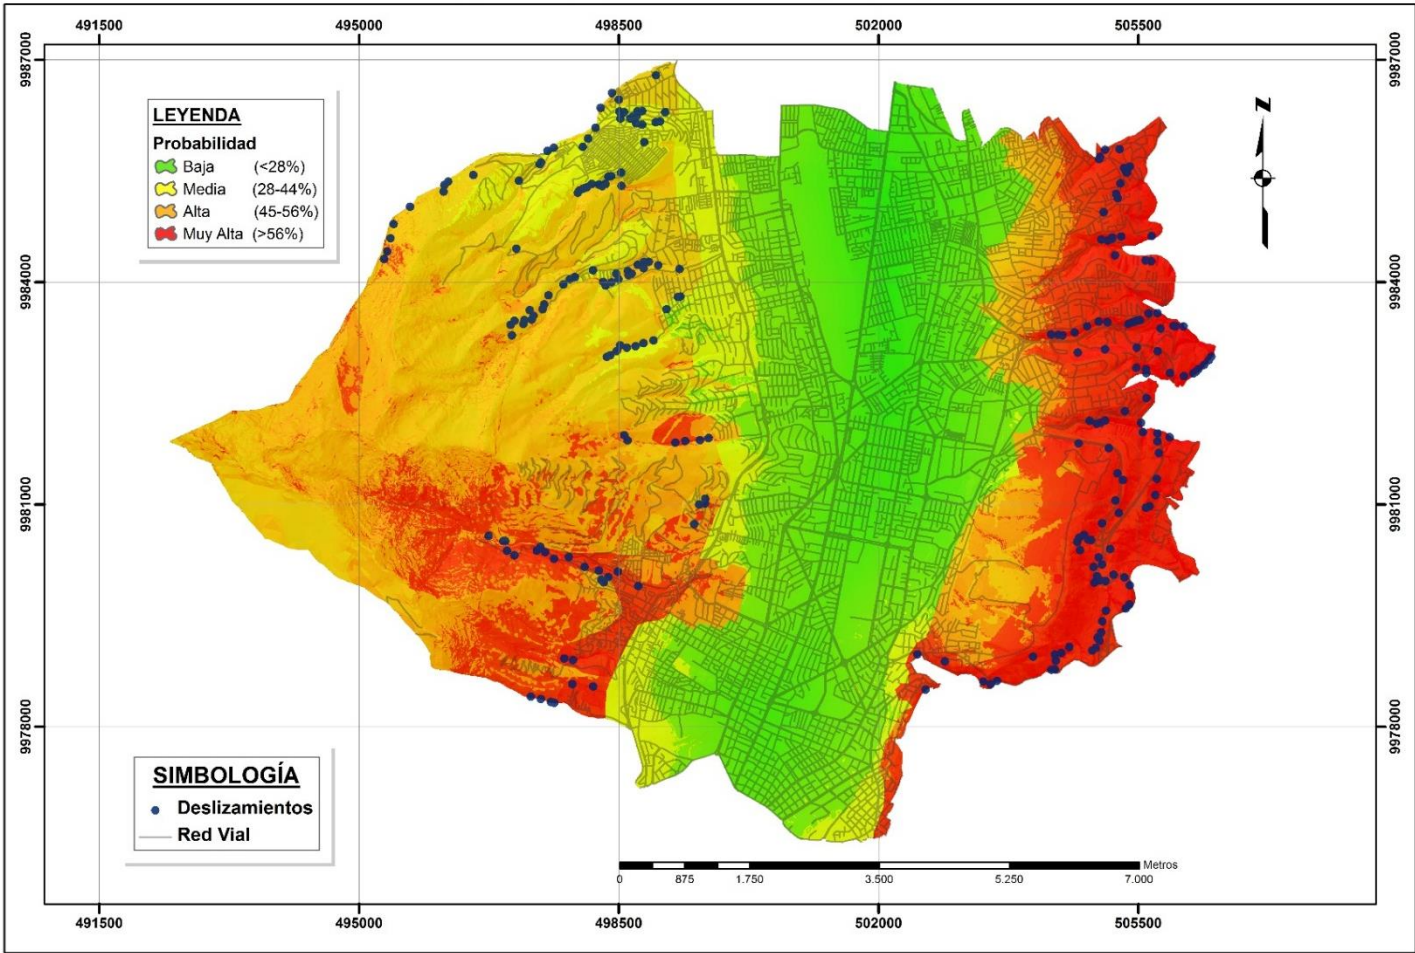 491500 495000 498500 502000 505500
9987000 9987000
LEYENDA
Probabilidad
Baja (<28%)
Media (28-44%)
Alta (45-56%)
Muy Alta (>56%)
N
9984000 9984000
9981000 9981000
9978000 9978000
SIMBOLOGÍA
Deslizamientos
Red Vial
Metros
0 875 1.750 3.500 5.250 7.000
491500 495000 498500 502000 505500